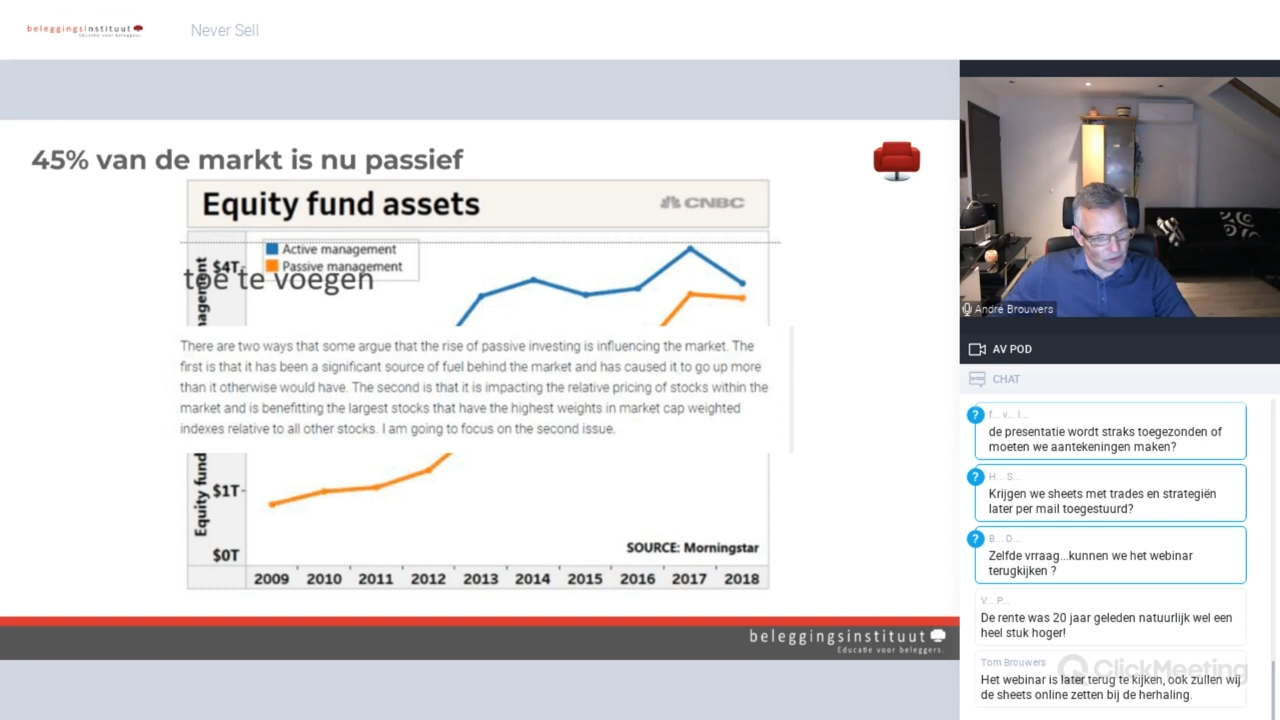 beleggingsinstituut
Educatie voor beleggers.
Never Sell
45% van de markt is nu passief
Equity fund assets
CNBC
Active management
Passive management
$4T
toe te voegen
There are two ways that some argue that the rise of passive investing is influencing the market. The
first is that it has been a significant source of fuel behind the market and has caused it to go up more
than it otherwise would have. The second is that it is impacting the relative pricing of stocks within the
market and is benefitting the largest stocks that have the highest weights in market cap weighted
indexes relative to all other stocks. I am going to focus on the second issue.
Equity fund
$1T
$0T
SOURCE: Morningstar
2009 2010 2011 2012 2013 2014 2015 2016 2017 2018
beleggingsinstituut
Educatie voor beleggers.
André Brouwers
AV POD
CHAT
f... v... l...
de presentatie wordt straks toegezonden of
moeten we aantekeningen maken?
H... S...
Krijgen we sheets met trades en strategiën
later per mail toegestuurd?
B... D...
Zelfde vrraag...kunnen we het webinar
terugkijken ?
V... P...
De rente was 20 jaar geleden natuurlijk wel een
heel stuk hoger!
Tom Brouwers
Het webinar is later terug te kijken, ook zullen wij
de sheets online zetten bij de herhaling.
ClickMeeting